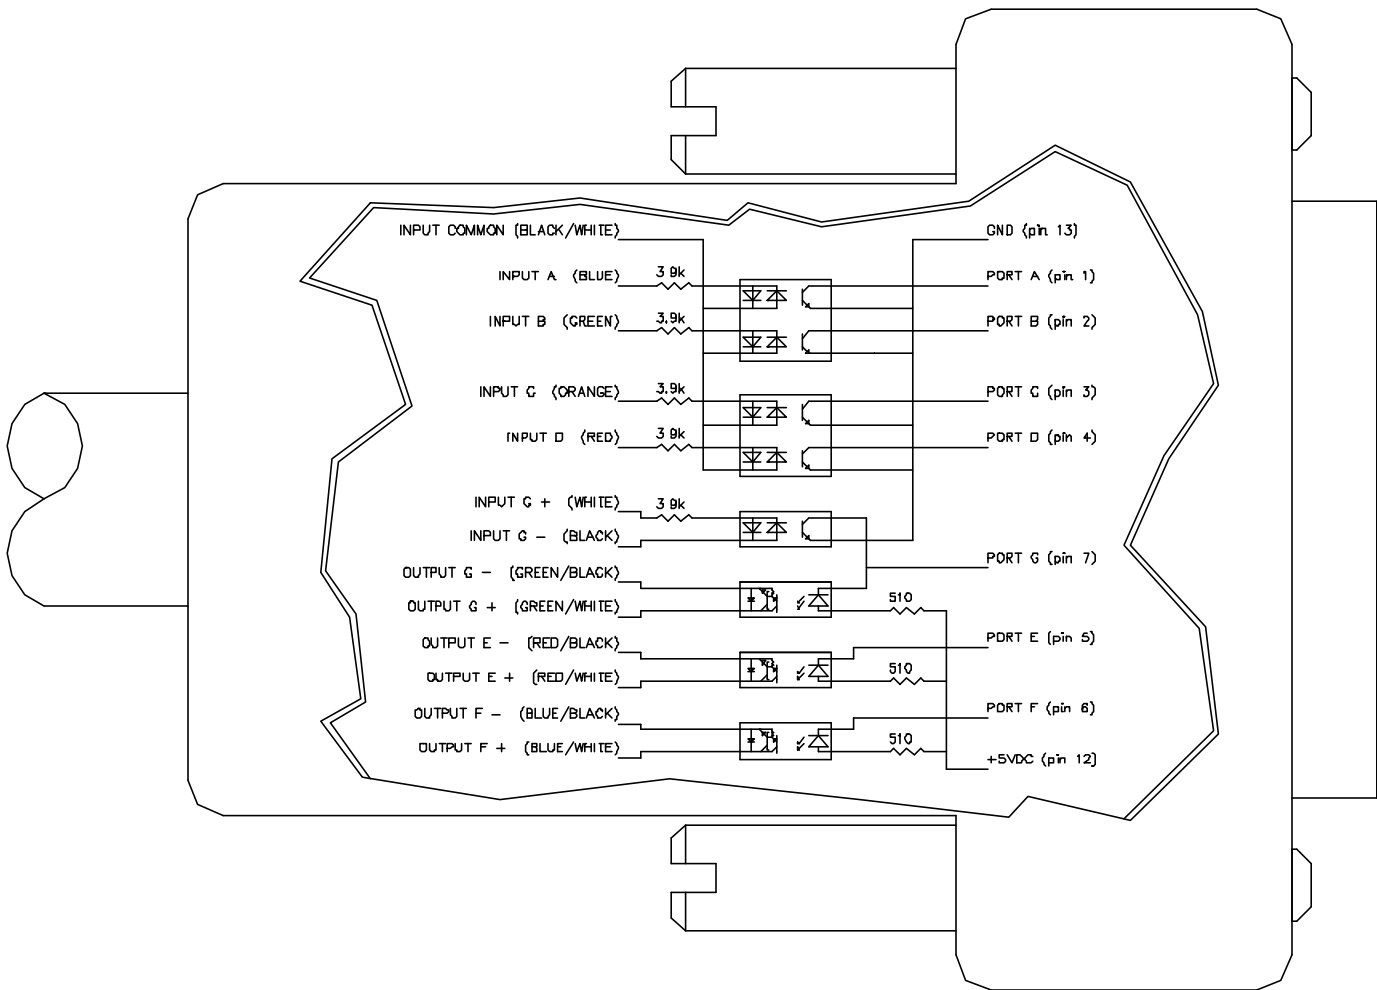 INPUT COMMON (BLACK/WHITE)
GND (pin 13)
INPUT A (BLUE)
3.9k
PORT A (pin 1)
INPUT B (GREEN)
3.9k
PORT B (pin 2)
INPUT C (ORANGE)
3.9k
PORT C (pin 3)
INPUT D (RED)
3.9k
PORT D (pin 4)
INPUT G + (WHITE)
3.9k
INPUT G - (BLACK)
PORT G (pin 7)
OUTPUT G - (GREEN/BLACK)
OUTPUT G + (GREEN/WHITE)
510
OUTPUT E - (RED/BLACK)
PORT E (pin 5)
OUTPUT E + (RED/WHITE)
510
OUTPUT F - (BLUE/BLACK)
PORT F (pin 6)
OUTPUT F + (BLUE/WHITE)
510
+5VDC (pin 12)